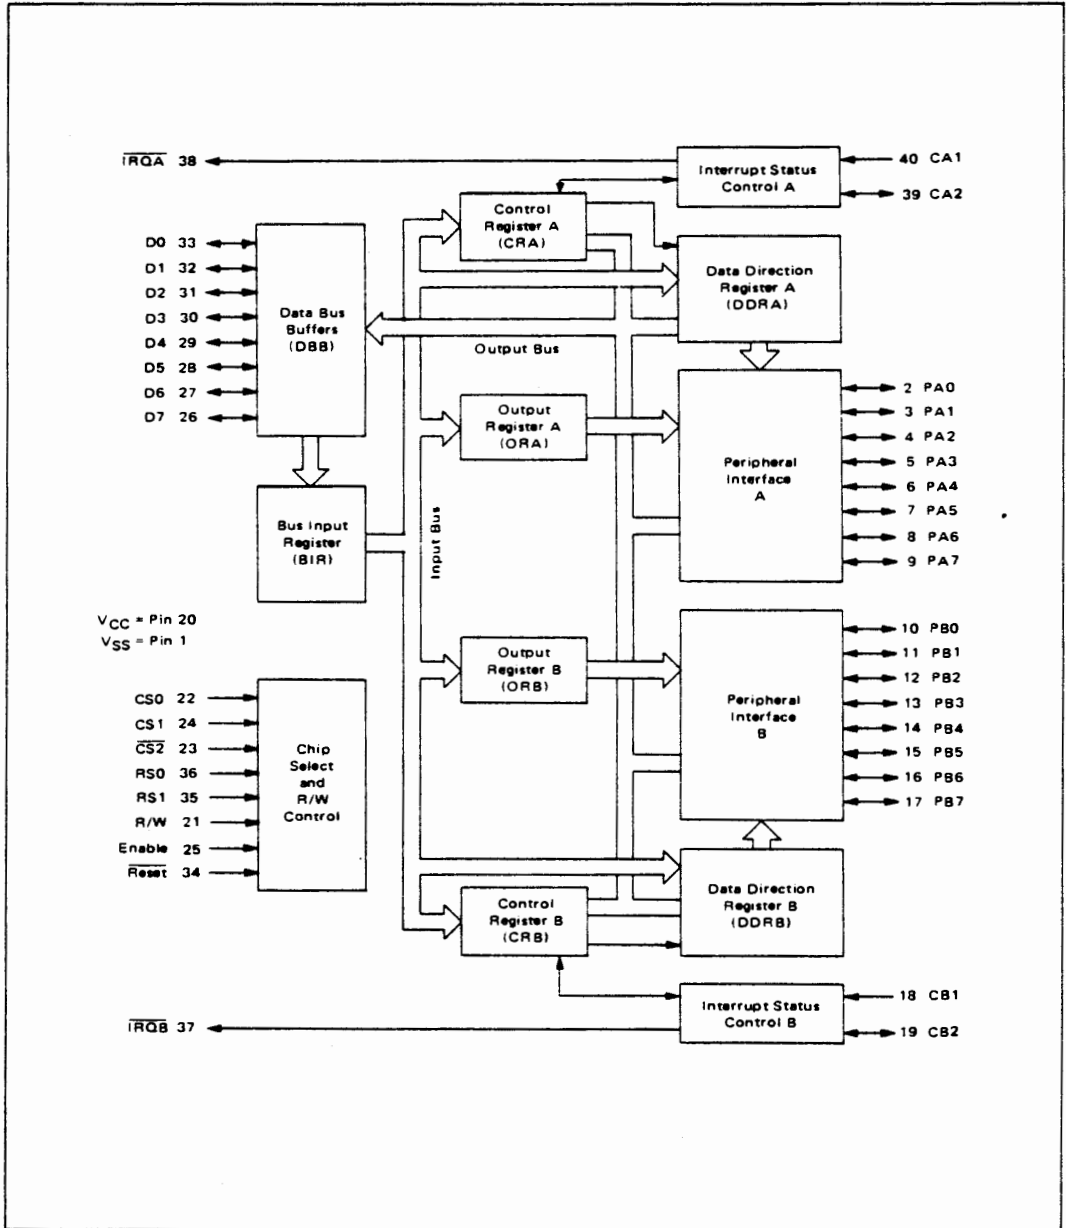 IRQA 38
Interrupt Status
Control A
40 CA1
39 CA2
Control
Register A
(CRA)
D0 33
D1 32
D2 31
D3 30
D4 29
D5 28
D6 27
D7 26
Data Bus
Buffers
(DBB)
Data Direction
Register A
(DDRA)
Output Bus
Output
Register A
(ORA)
Peripheral
Interface
A
2 PA0
3 PA1
4 PA2
5 PA3
6 PA4
7 PA5
8 PA6
9 PA7
Bus Input
Register
(BIR)
Input Bus
VCC = Pin 20
VSS = Pin 1
Output
Register B
(ORB)
Peripheral
Interface
B
10 PB0
11 PB1
12 PB2
13 PB3
14 PB4
15 PB5
16 PB6
17 PB7
CS0 22
CS1 24
CS2 23
RS0 36
RS1 35
R/W 21
Enable 25
Reset 34
Chip
Select
and
R/W
Control
Control
Register B
(CRB)
Data Direction
Register B
(DDRB)
Interrupt Status
Control B
18 CB1
19 CB2
IRQB 37